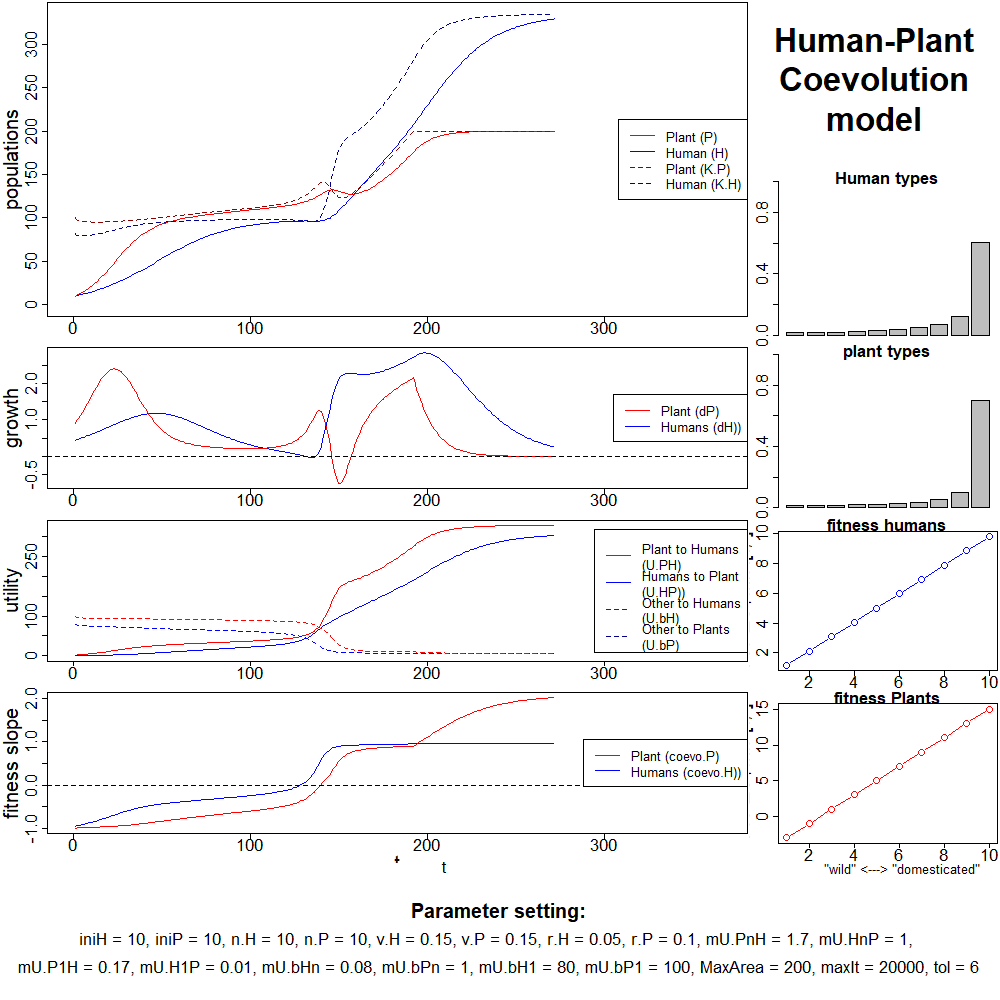 Human-Plant
Coevolution
model
populations
0 50 100 150 200 250 300
0 100 200 300
Plant (P)
Human (H)
Plant (K.P)
Human (K.H)
growth
-0.5 1.0 2.0
0 100 200 300
Plant (dP)
Humans (dH))
utility
0 100 250
0 100 200 300
Plant to Humans
(U.PH)
Humans to Plant
(U.HP))
Other to Humans
(U.bH)
Other to Plants
(U.bP)
fitness slope
-1.0 0.0 1.0 2.0
0 100 200 300
Plant (coevo.P)
Humans (coevo.H))
t
Human types
0.0 0.4 0.8
plant types
0.0 0.4 0.8
fitness humans
2 4 6 8 10
2 4 6 8 10
fitness Plants
0 5 10 15
2 4 6 8 10
"wild" <---> "domesticated"
Parameter setting:
iniH = 10, iniP = 10, n.H = 10, n.P = 10, v.H = 0.15, v.P = 0.15, r.H = 0.05, r.P = 0.1, mU.PnH = 1.7, mU.HnP = 1,
mU.P1H = 0.17, mU.H1P = 0.01, mU.bHn = 0.08, mU.bPn = 1, mU.bH1 = 80, mU.bP1 = 100, MaxArea = 200, maxIt = 20000, tol = 6